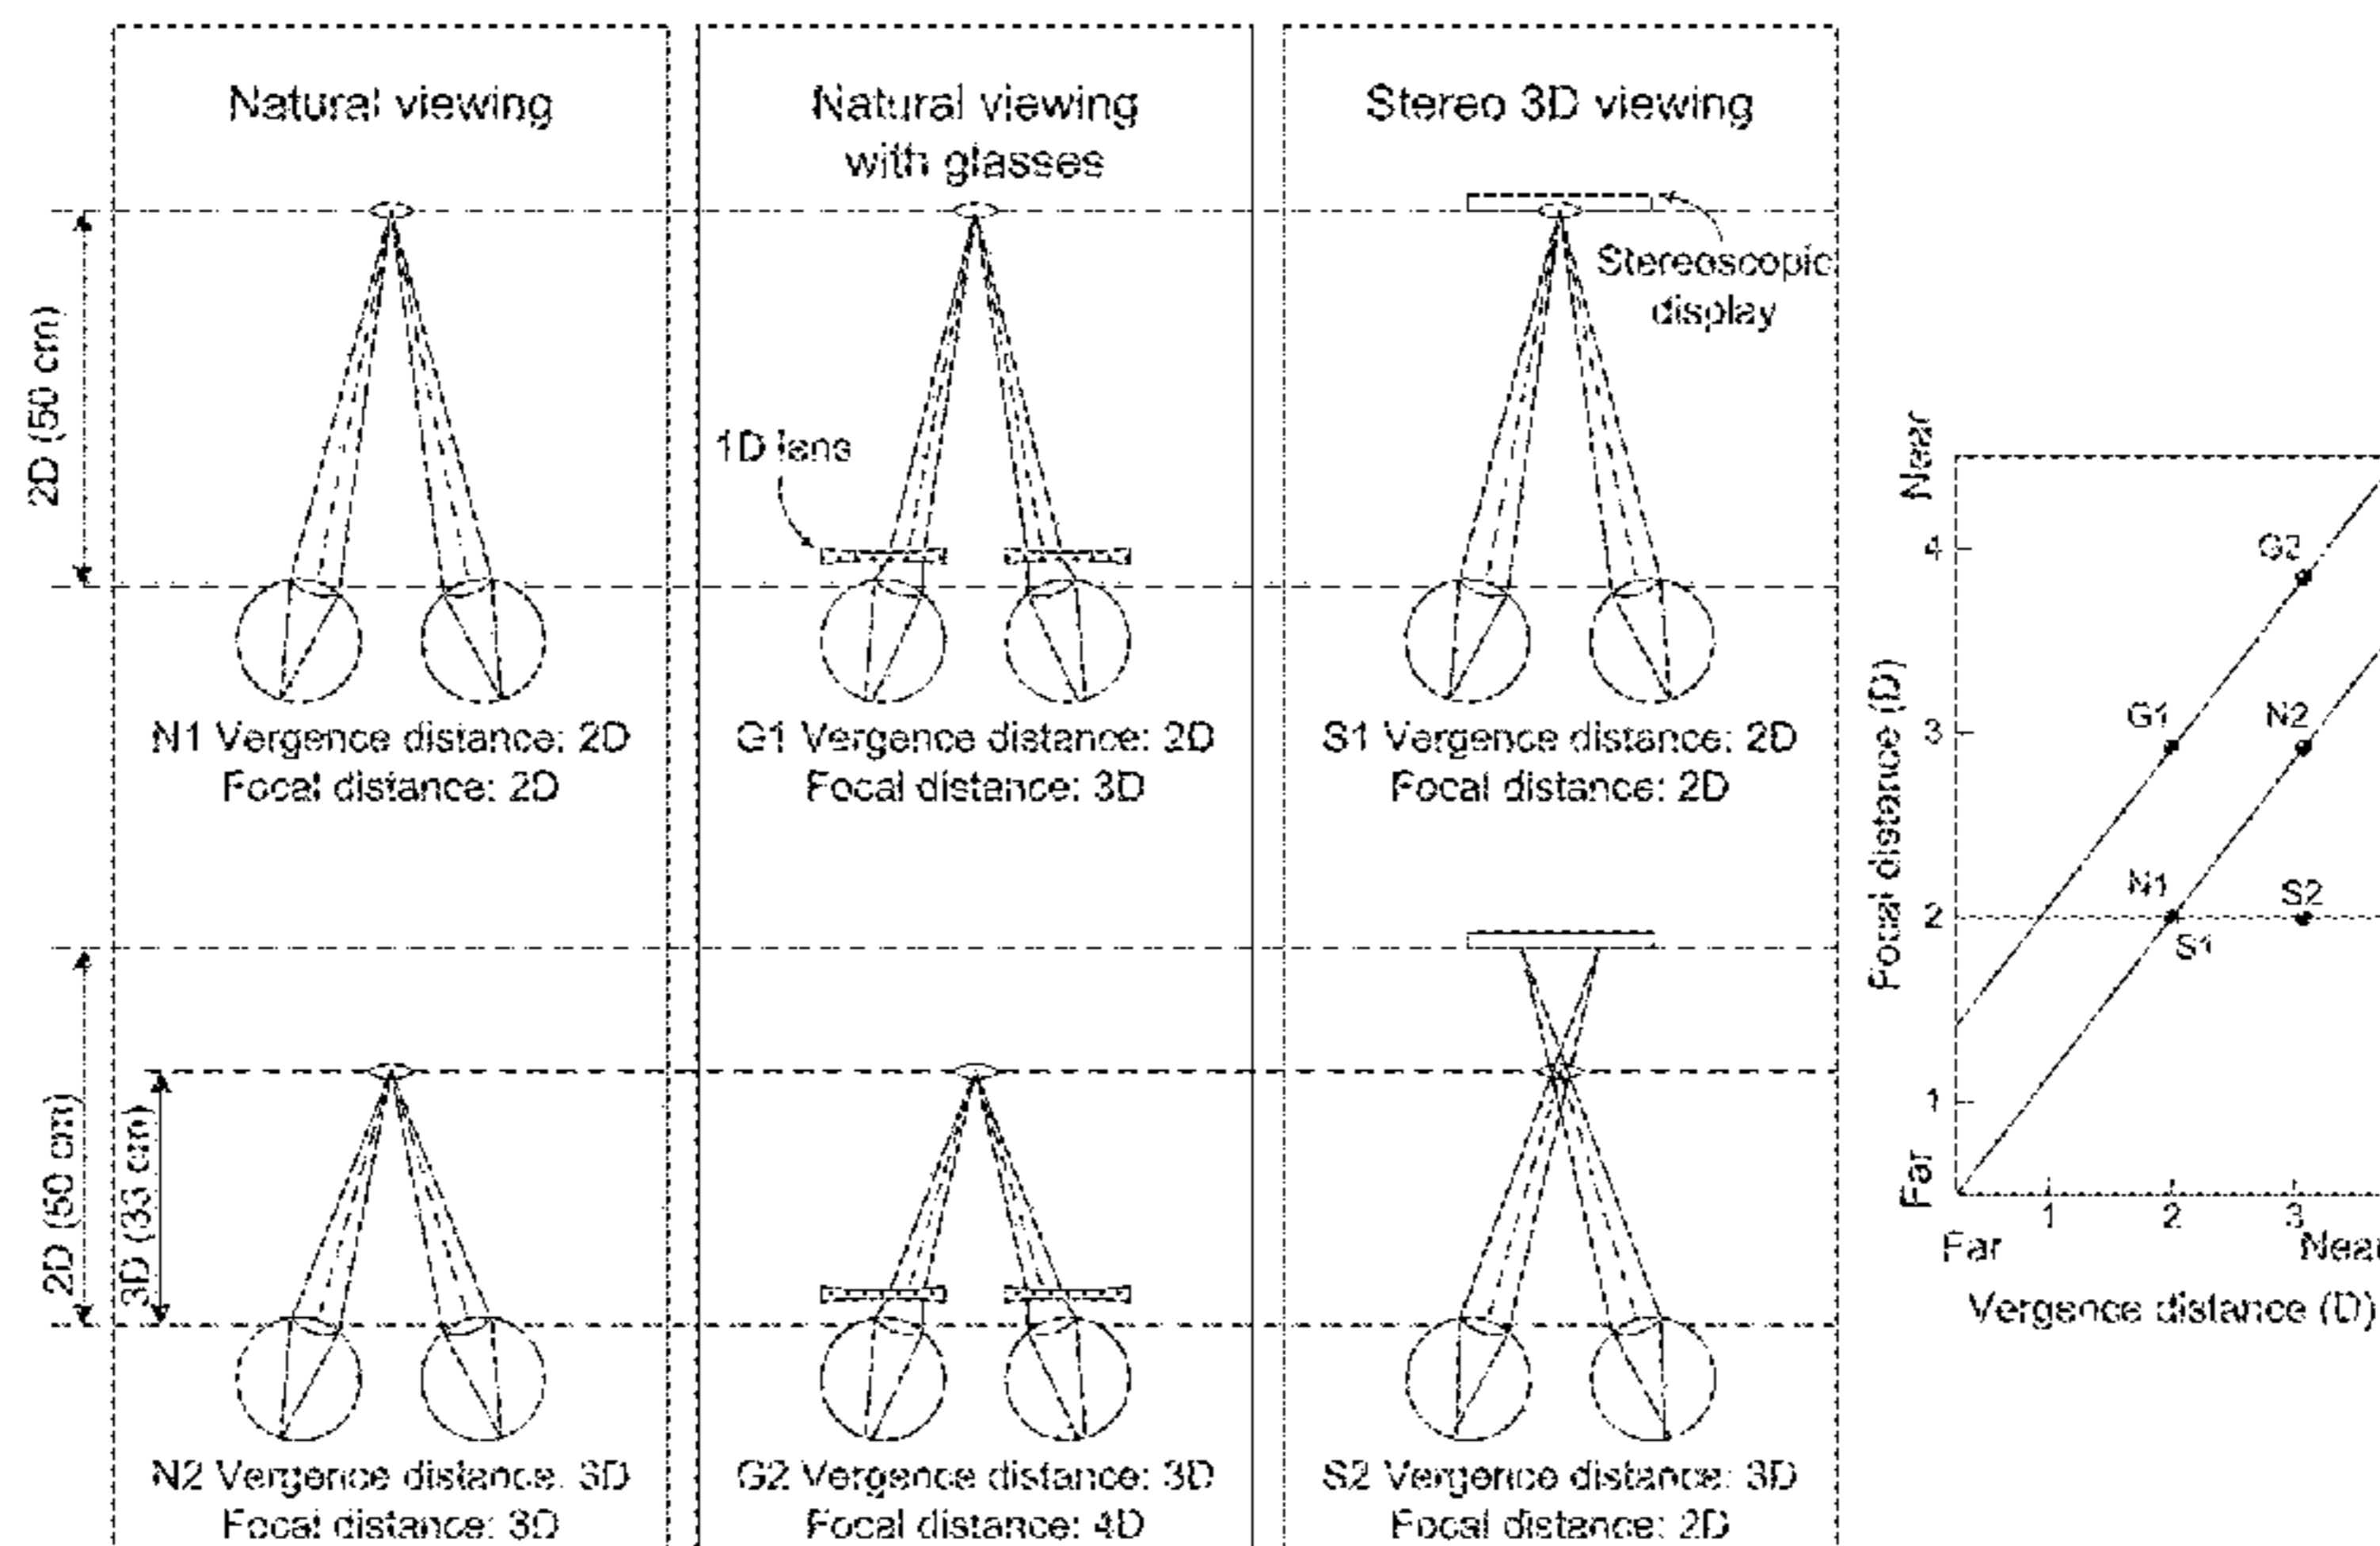 Natural viewing
Natural viewing
with glasses
Stereo 3D viewing
Stereoscopic
display
2D (50 cm)
1D lens
N1 Vergence distance: 2D
Focal distance: 2D
G1 Vergence distance: 2D
Focal distance: 3D
S1 Vergence distance: 2D
Focal distance: 2D
2D (50 cm)
3D (33 cm)
N2 Vergence distance: 3D
Focal distance: 3D
G2 Vergence distance: 3D
Focal distance: 4D
S2 Vergence distance: 3D
Focal distance: 2D
Near
4
G2
Focal distance (D)
3
G1
N2
2
N1
S2
S1
1
Far
1
2
3
Far
Near
Vergence distance (D)